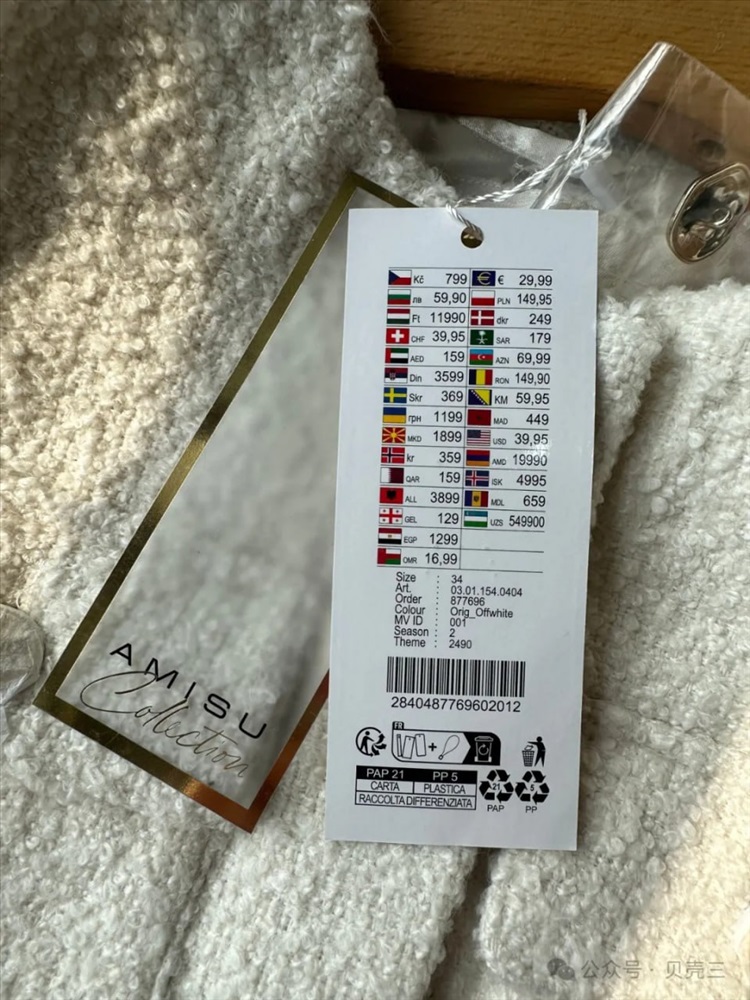 Kč 799 € 29,99
лв 59,90 PLN 149,95
Ft 11990 dkr 249
CHF 39,95 SAR 179
AED 159 AZN 69,99
Din 3599 RON 149,90
Skr 369 KM 59,95
грн 1199 MAD 449
MKD 1899 USD 39,95
kr 359 AMD 19990
QAR 159 ISK 4995
ALL 3899 MDL 659
GEL 129 UZS 549900
EGP 1299
OMR 16,99
Size : 34
Art. : 03.01.154.0404
Order : 877696
Colour : Orig_Offwhite
MV ID : 001
Season : 2
Theme : 2490
2840487769602012
FR
+
PAP 21 PP 5
CARTA PLASTICA
RACCOLTA DIFFERENZIATA
21 5
PAP PP
AMISU
Collection
公众号 · 贝莞三